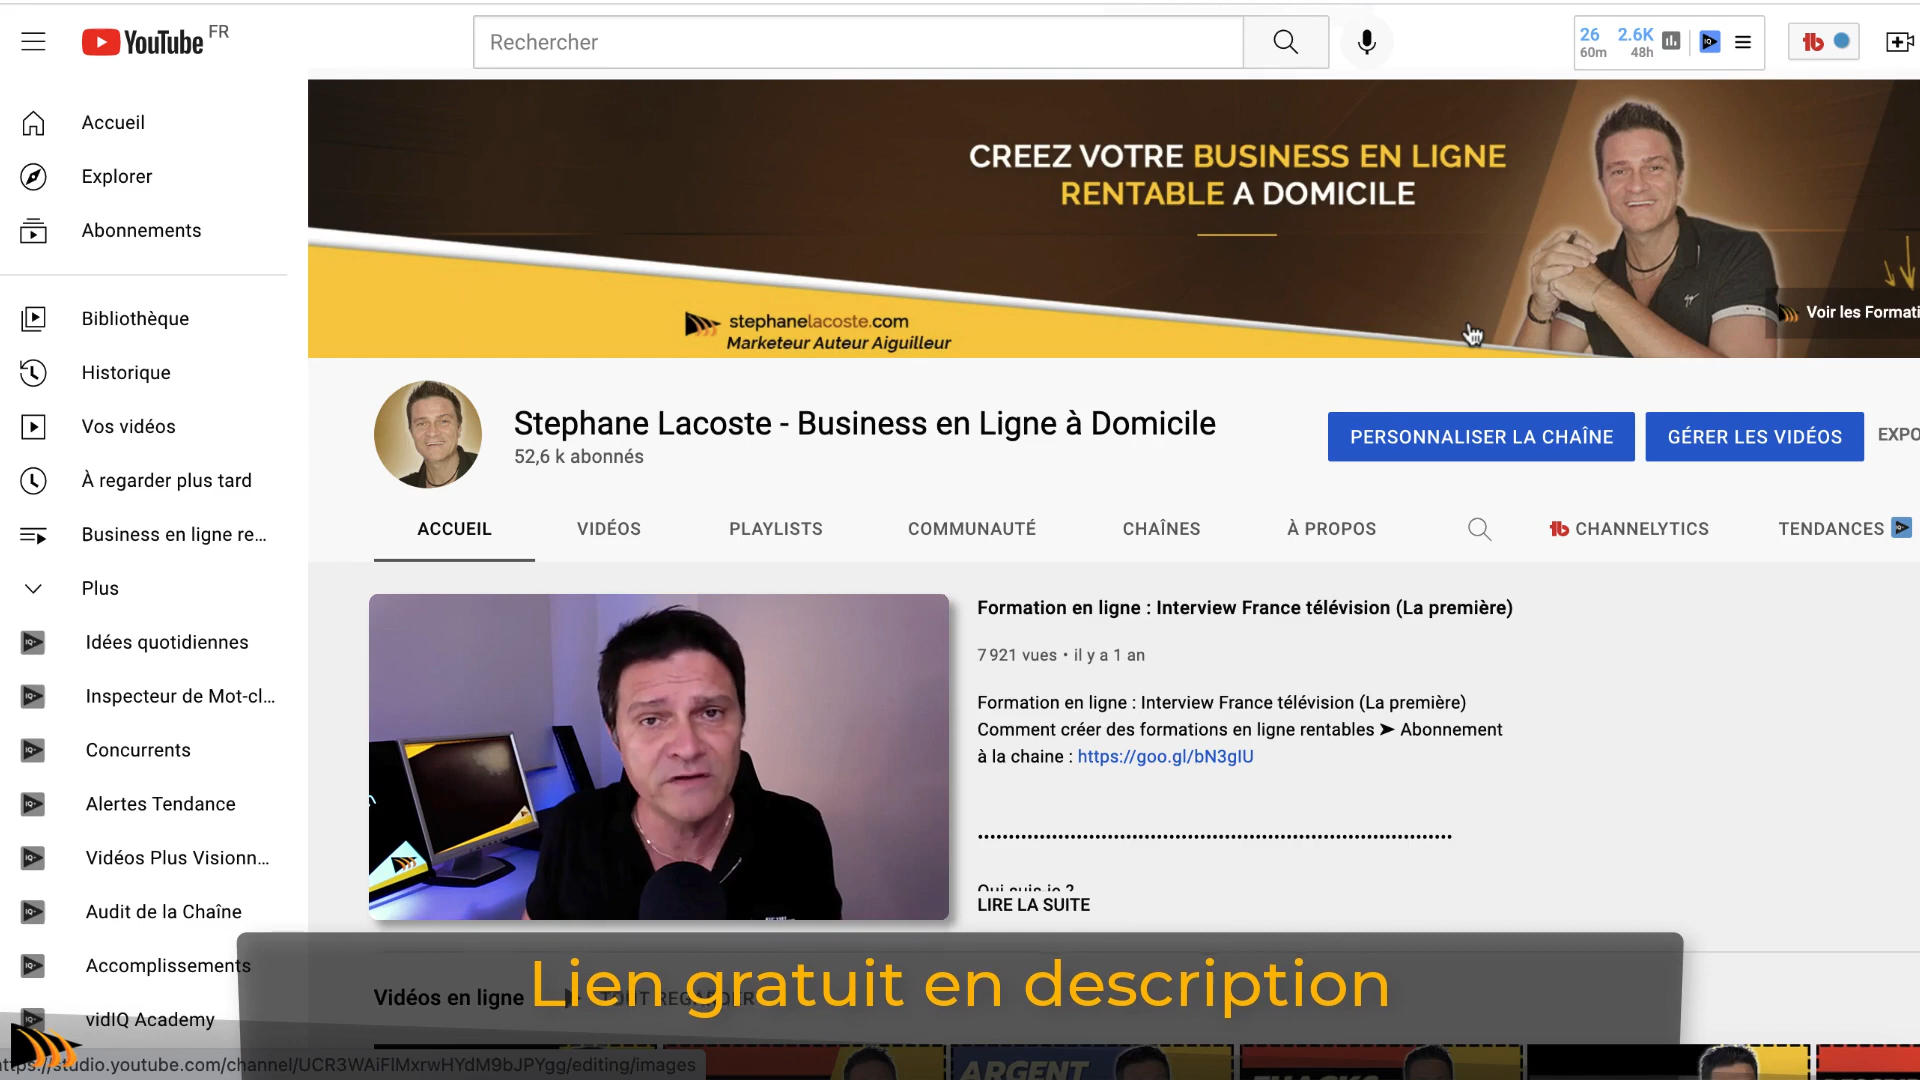 YouTube FR
Rechercher
26 2.6K
60m 48h
Accueil
Explorer
Abonnements
Bibliothèque
Historique
Vos vidéos
À regarder plus tard
Business en ligne re...
Plus
Idées quotidiennes
Inspecteur de Mot-cl...
Concurrents
Alertes Tendance
Vidéos Plus Visionn...
Audit de la Chaîne
Accomplissements
vidIQ Academy
CREEZ VOTRE BUSINESS EN LIGNE
RENTABLE A DOMICILE
stephanelacoste.com
Marketeur Auteur Aiguilleur
Voir les Formati
Stephane Lacoste - Business en Ligne à Domicile
52,6 k abonnés
PERSONNALISER LA CHAÎNE
GÉRER LES VIDÉOS
EXPO
ACCUEIL
VIDÉOS
PLAYLISTS
COMMUNAUTÉ
CHAÎNES
À PROPOS
CHANNELYTICS
TENDANCES
Formation en ligne : Interview France télévision (La première)
7 921 vues • il y a 1 an
Formation en ligne : Interview France télévision (La première)
Comment créer des formations en ligne rentables ➤ Abonnement
à la chaine : https://goo.gl/bN3gIU
Qui suis-je ?
LIRE LA SUITE
Vidéos en ligne
TOUT REGARDER
Lien gratuit en description
ttps://studio.youtube.com/channel/UCR3WAiFlMxrwHYdM9bJPYgg/editing/images
ARGENT